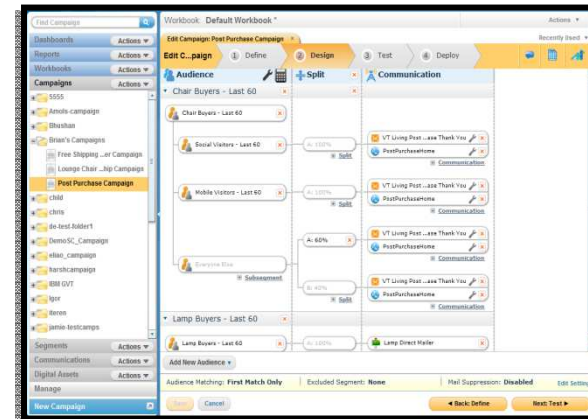 Find Campaign
Dashboards Actions
Reports Actions
Workbooks Actions
Campaigns Actions
5555
Amols-campaign
Bhushan
Brian's Campaigns
Free Shipping ...or Campaign
Lounge Chair ...hip Campaign
Post Purchase Campaign
child
chris
de-test-folder1
DemoSC_Campaign
eliao_campaign
harshcampaign
IBM GVT
Igor
iteren
jamie-testcamps
Segments Actions
Communications Actions
Digital Assets Actions
Manage
New Campaign
Workbook: Default Workbook * Actions
Edit Campaign: Post Purchase Campaign Recently Used
Edit C...paign 1 Define 2 Design 3 Test 4 Deploy
Audience Split Communication
Chair Buyers - Last 60
Chair Buyers - Last 60
Social Visitors - Last 60 A: 100% VT Living Post ...ase Thank You
PostPurchaseHome
Split Communication
Mobile Visitors - Last 60 A: 100% VT Living Post ...ase Thank You
PostPurchaseHome
Split Communication
A: 60% VT Living Post ...ase Thank You
PostPurchaseHome
Communication
Everyone Else
Subsegment
B: 40% VT Living Post ...ase Thank You
PostPurchaseHome
Split Communication
Lamp Buyers - Last 60
Lamp Buyers - Last 60 A: 100% Lamp Direct Mailer
Add New Audience
Audience Matching: First Match Only Excluded Segment: None Mail Suppression: Disabled Edit Setting
Save Cancel Back: Define Next: Test